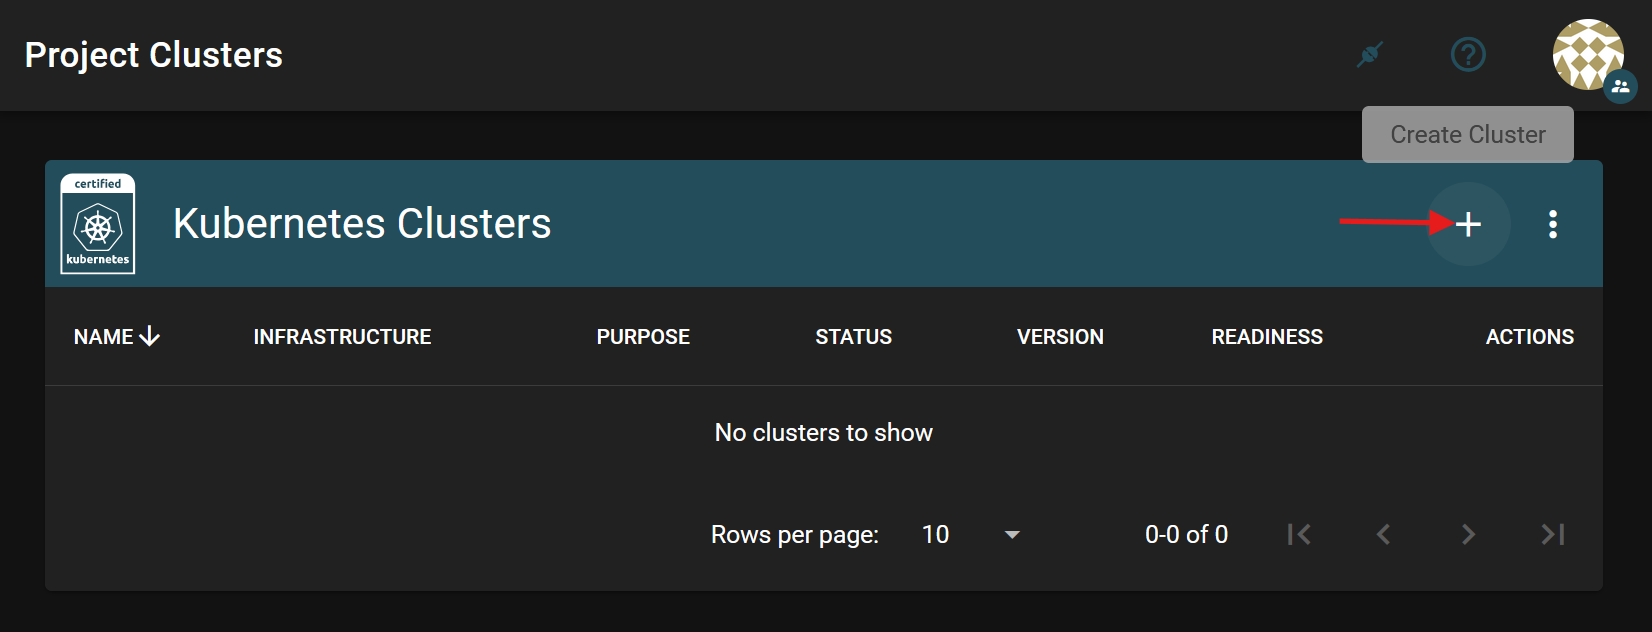 Project Clusters
Create Cluster
certified
kubernetes
Kubernetes Clusters
NAME INFRASTRUCTURE PURPOSE STATUS VERSION READINESS ACTIONS
No clusters to show
Rows per page: 10 0-0 of 0